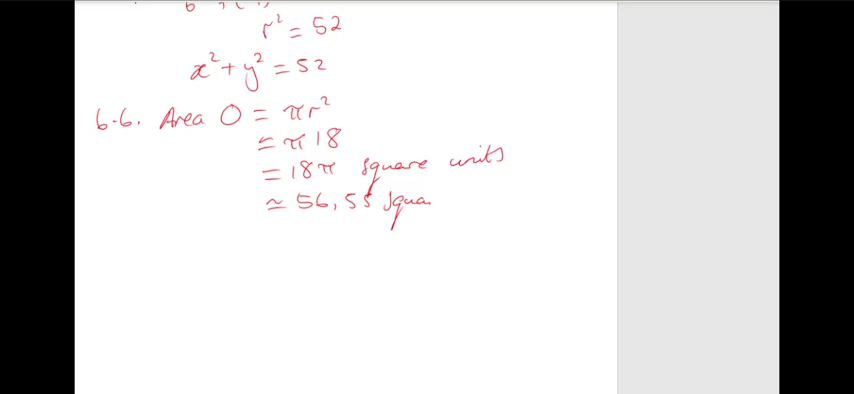 r² = 52
x² + y² = 52
6.6. Area O = πr²
= π 18
= 18π square units
≃ 56,55 squa